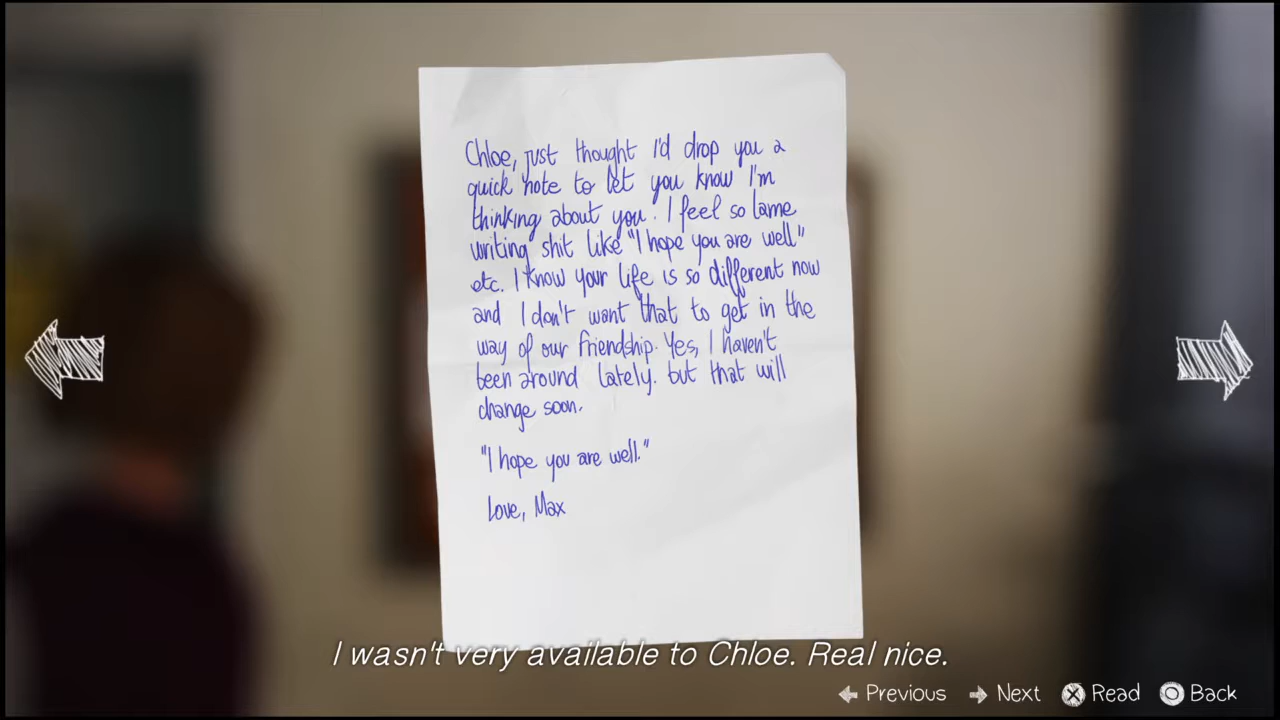 Chloe, just thought I'd drop you a
quick note to let you know I'm
thinking about you. I feel so lame
writing shit like "I hope you are well"
etc. I know your life is so different now
and I don't want that to get in the
way of our friendship. Yes, I haven't
been around lately. but that will
change soon.
"I hope you are well."
Love, Max
I wasn't very available to Chloe. Real nice.
Previous Next Read Back